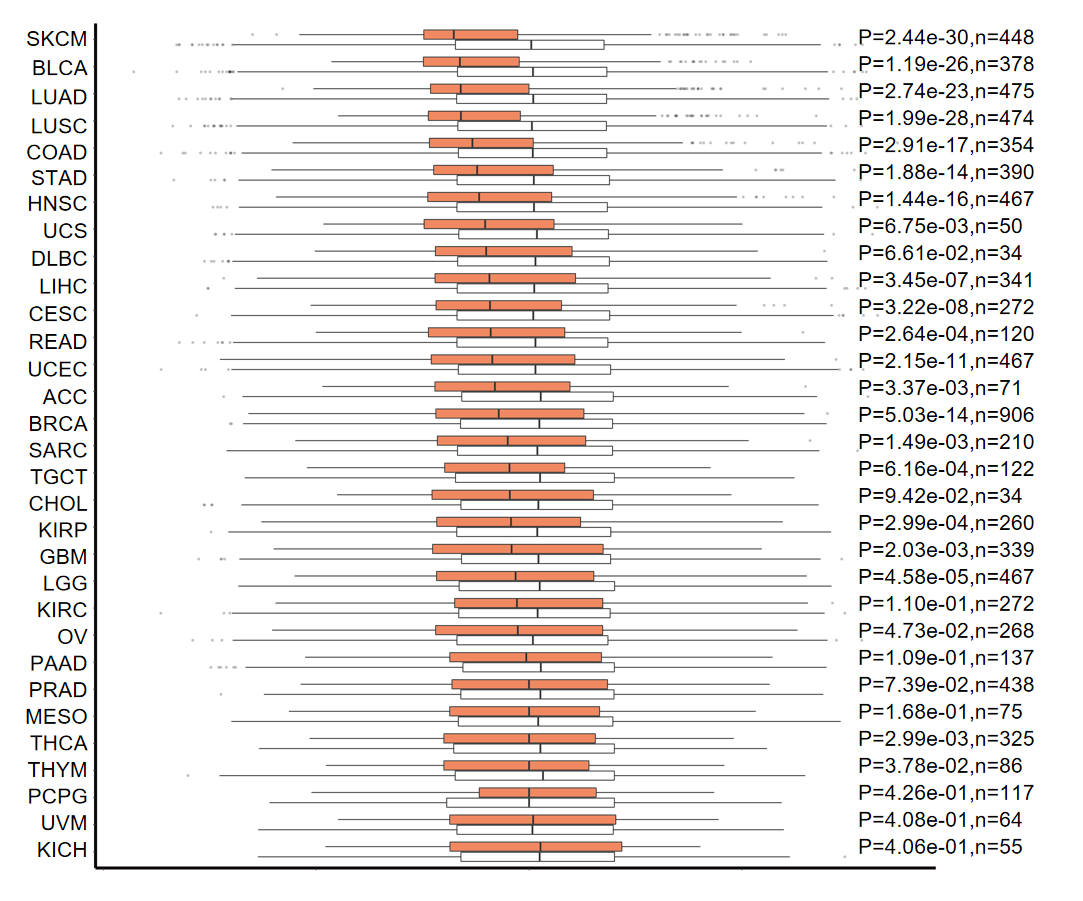 SKCM P=2.44e-30,n=448
BLCA P=1.19e-26,n=378
LUAD P=2.74e-23,n=475
LUSC P=1.99e-28,n=474
COAD P=2.91e-17,n=354
STAD P=1.88e-14,n=390
HNSC P=1.44e-16,n=467
UCS P=6.75e-03,n=50
DLBC P=6.61e-02,n=34
LIHC P=3.45e-07,n=341
CESC P=3.22e-08,n=272
READ P=2.64e-04,n=120
UCEC P=2.15e-11,n=467
ACC P=3.37e-03,n=71
BRCA P=5.03e-14,n=906
SARC P=1.49e-03,n=210
TGCT P=6.16e-04,n=122
CHOL P=9.42e-02,n=34
KIRP P=2.99e-04,n=260
GBM P=2.03e-03,n=339
LGG P=4.58e-05,n=467
KIRC P=1.10e-01,n=272
OV P=4.73e-02,n=268
PAAD P=1.09e-01,n=137
PRAD P=7.39e-02,n=438
MESO P=1.68e-01,n=75
THCA P=2.99e-03,n=325
THYM P=3.78e-02,n=86
PCPG P=4.26e-01,n=117
UVM P=4.08e-01,n=64
KICH P=4.06e-01,n=55